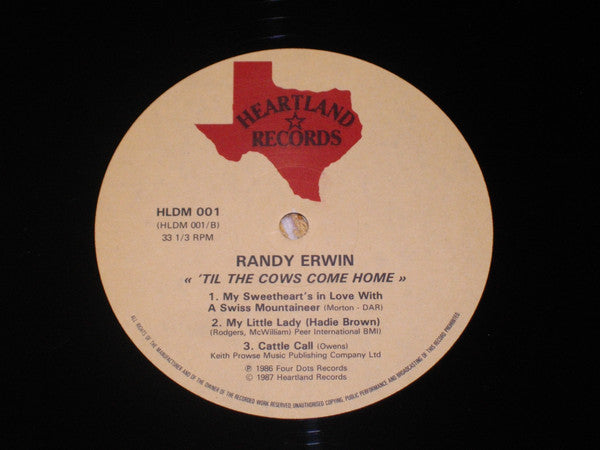 HEARTLAND
RECORDS
HLDM 001
(HLDM 001/B)
33 1/3 RPM
RANDY ERWIN
« 'TIL THE COWS COME HOME »
1. My Sweetheart's in Love With
A Swiss Mountaineer (Morton - DAR)
2. My Little Lady (Hadie Brown)
(Rodgers, McWilliam) Peer International BMI)
3. Cattle Call (Owens)
Keith Prowse Music Publishing Company Ltd
℗ 1986 Four Dots Records
© 1987 Heartland Records
ALL RIGHTS OF THE MANUFACTURER AND OF THE OWNER OF THE RECORDED WORK RESERVED. UNAUTHORISED COPYING, PUBLIC PERFORMANCE AND BROADCASTING OF THIS RECORD PROHIBITED